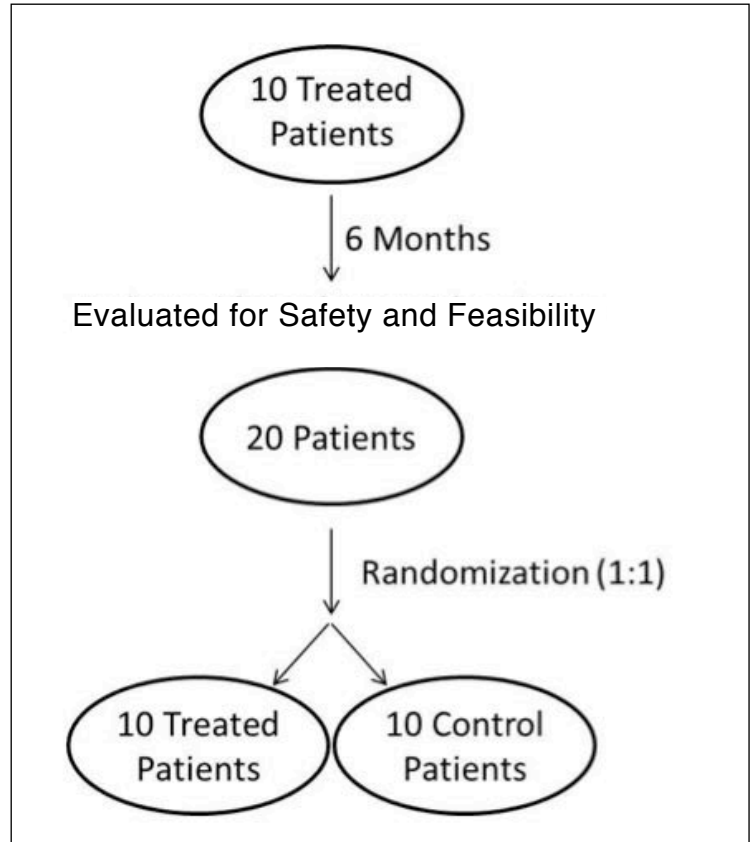 10 Treated
Patients
6 Months
Evaluated for Safety and Feasibility
20 Patients
Randomization (1:1)
10 Treated
Patients
10 Control
Patients